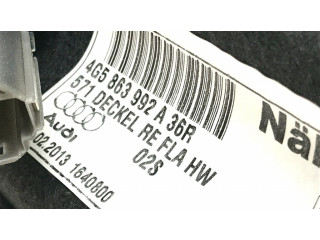 4G5 863 992 A 36R
571 DECKEL RE FLA HW
02S
Audi
02.2013 1640800
Nä